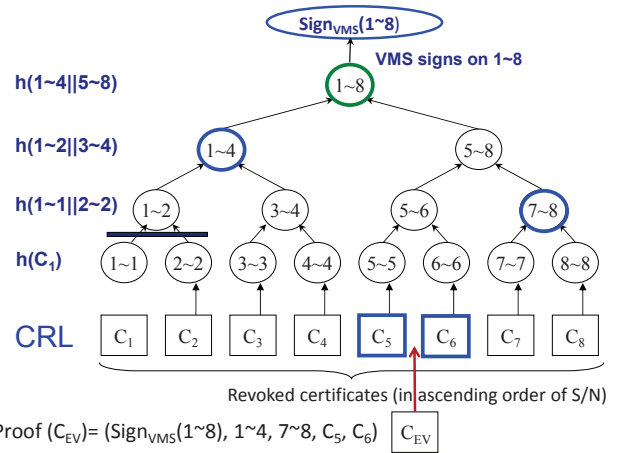 Sign_VMS(1~8)
VMS signs on 1~8
h(1~4||5~8)
1~8
h(1~2||3~4)
1~4
5~8
h(1~1||2~2)
1~2
3~4
5~6
7~8
h(C₁)
1~1
2~2
3~3
4~4
5~5
6~6
7~7
8~8
CRL
C₁
C₂
C₃
C₄
C₅
C₆
C₇
C₈
Revoked certificates (in ascending order of S/N)
Proof (C_EV)= (Sign_VMS(1~8), 1~4, 7~8, C₅, C₆)
C_EV